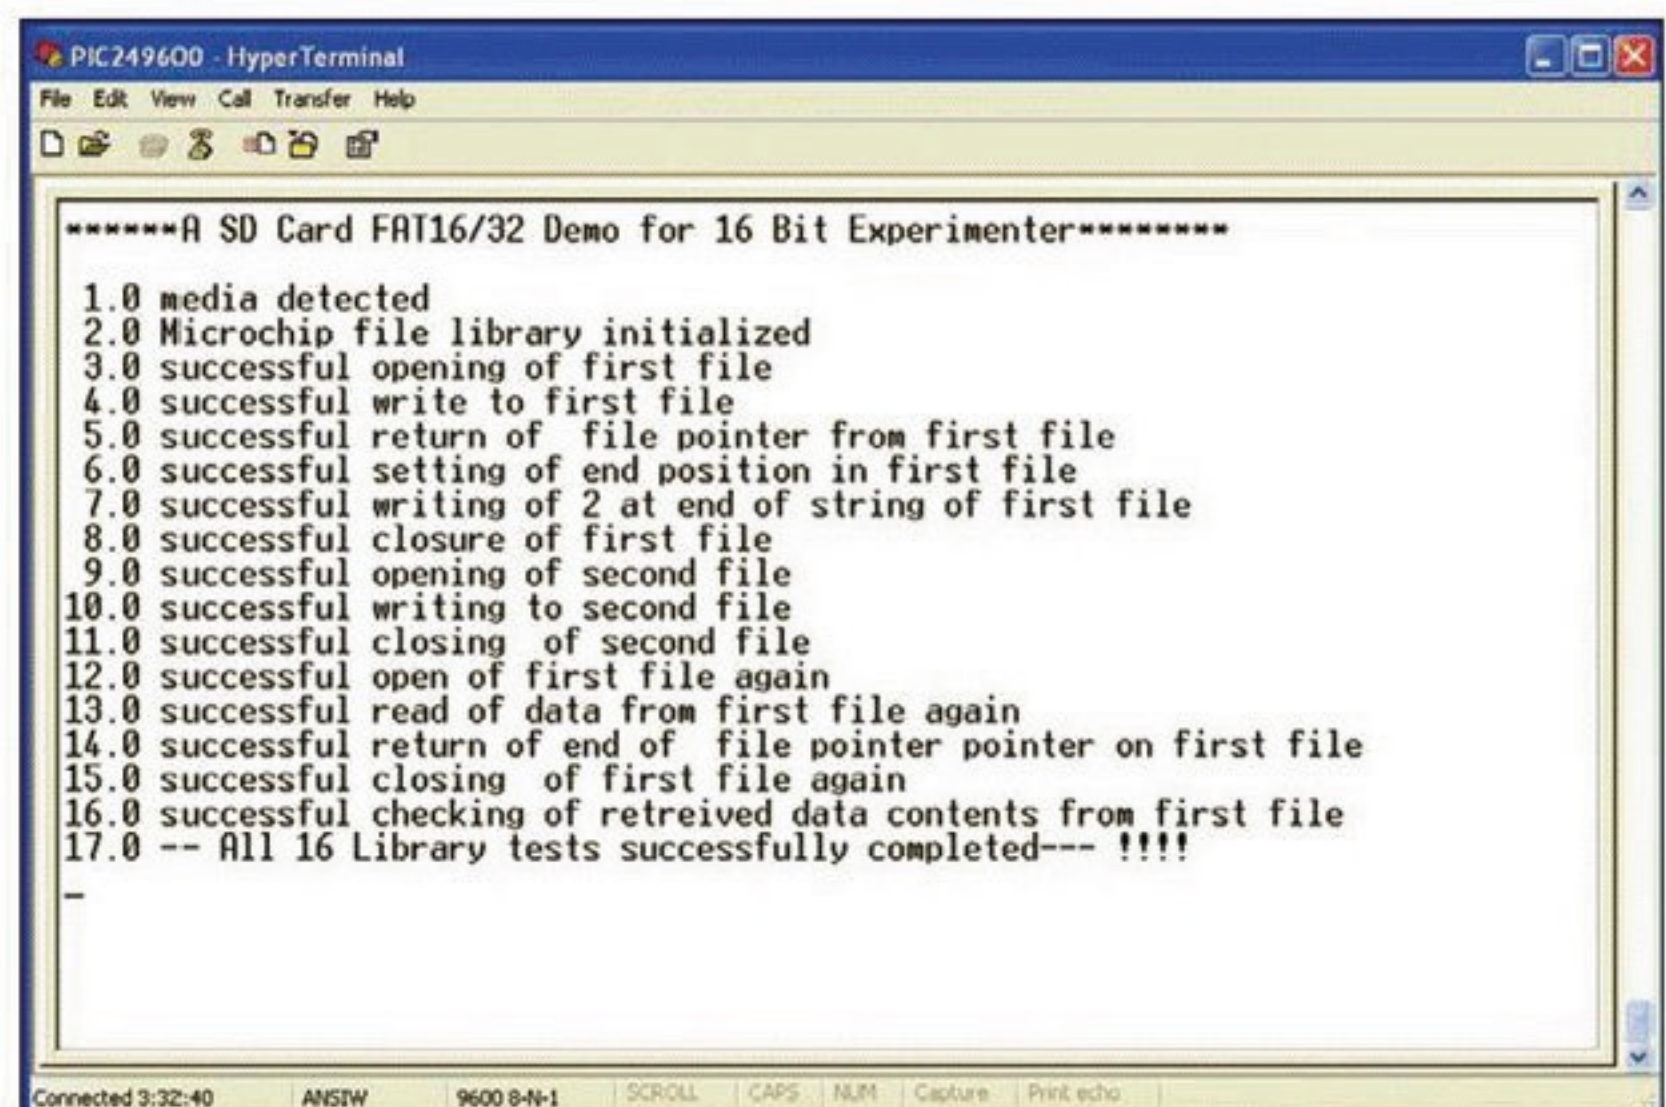 PIC249600 - HyperTerminal
File Edit View Call Transfer Help
******A SD Card FAT16/32 Demo for 16 Bit Experimenter********
1.0 media detected
2.0 Microchip file library initialized
3.0 successful opening of first file
4.0 successful write to first file
5.0 successful return of  file pointer from first file
6.0 successful setting of end position in first file
7.0 successful writing of 2 at end of string of first file
8.0 successful closure of first file
9.0 successful opening of second file
10.0 successful writing to second file
11.0 successful closing  of second file
12.0 successful open of first file again
13.0 successful read of data from first file again
14.0 successful return of end of  file pointer pointer on first file
15.0 successful closing  of first file again
16.0 successful checking of retreived data contents from first file
17.0 -- All 16 Library tests successfully completed--- !!!!
_
Connected 3:32:40 ANSIW 9600 8-N-1 SCROLL CAPS NUM Capture Print echo